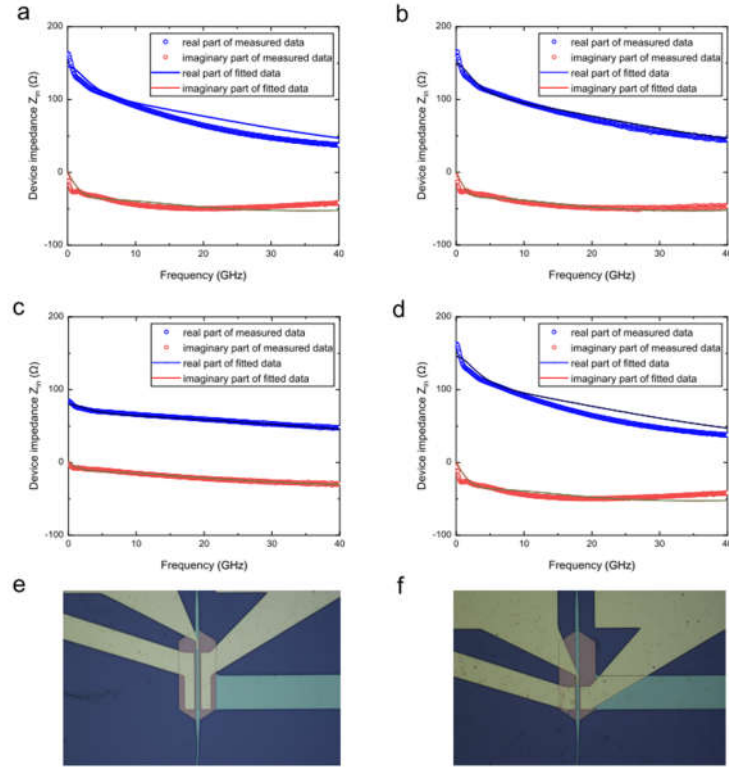 a
200
100
0
-100
0
10
20
30
40
Device impedance Z_in (Ω)
Frequency (GHz)
real part of measured data
imaginary part of measured data
real part of fitted data
imaginary part of fitted data
b
200
100
0
-100
0
10
20
30
40
Device impedance Z_in (Ω)
Frequency (GHz)
real part of measured data
imaginary part of measured data
real part of fitted data
imaginary part of fitted data
c
200
100
0
-100
0
10
20
30
40
Device impedance Z_in (Ω)
Frequency (GHz)
real part of measured data
imaginary part of measured data
real part of fitted data
imaginary part of fitted data
d
200
100
0
-100
0
10
20
30
40
Device impedance Z_in (Ω)
Frequency (GHz)
real part of measured data
imaginary part of measured data
real part of fitted data
imaginary part of fitted data
e
f